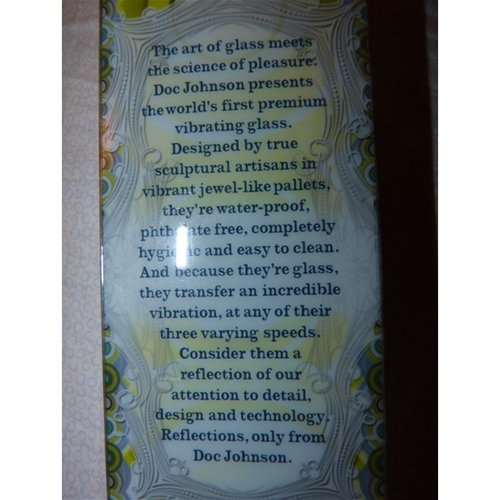 The art of glass meets
the science of pleasure.
Doc Johnson presents
the world's first premium
vibrating glass.
Designed by true
sculptural artisans in
vibrant jewel-like pallets,
they're water-proof,
phthalate free, completely
hygienic and easy to clean.
And because they're glass,
they transfer an incredible
vibration, at any of their
three varying speeds.
Consider them a
reflection of our
attention to detail,
design and technology.
Reflections, only from
Doc Johnson.